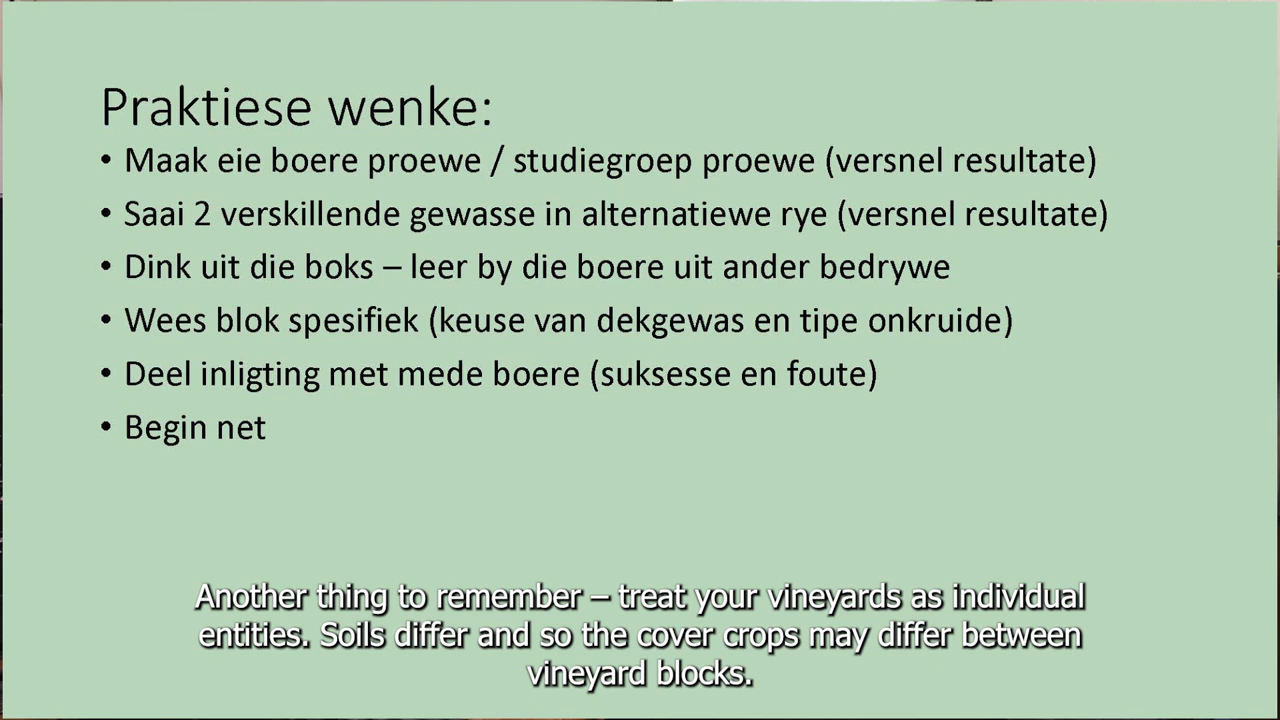 Praktiese wenke:
• Maak eie boere proewe / studiegroep proewe (versnel resultate)
• Saai 2 verskillende gewasse in alternatiewe rye (versnel resultate)
• Dink uit die boks – leer by die boere uit ander bedrywe
• Wees blok spesifiek (keuse van dekgewas en tipe onkruide)
• Deel inligting met mede boere (suksesse en foute)
• Begin net
Another thing to remember – treat your vineyards as individual
entities. Soils differ and so the cover crops may differ between
vineyard blocks.